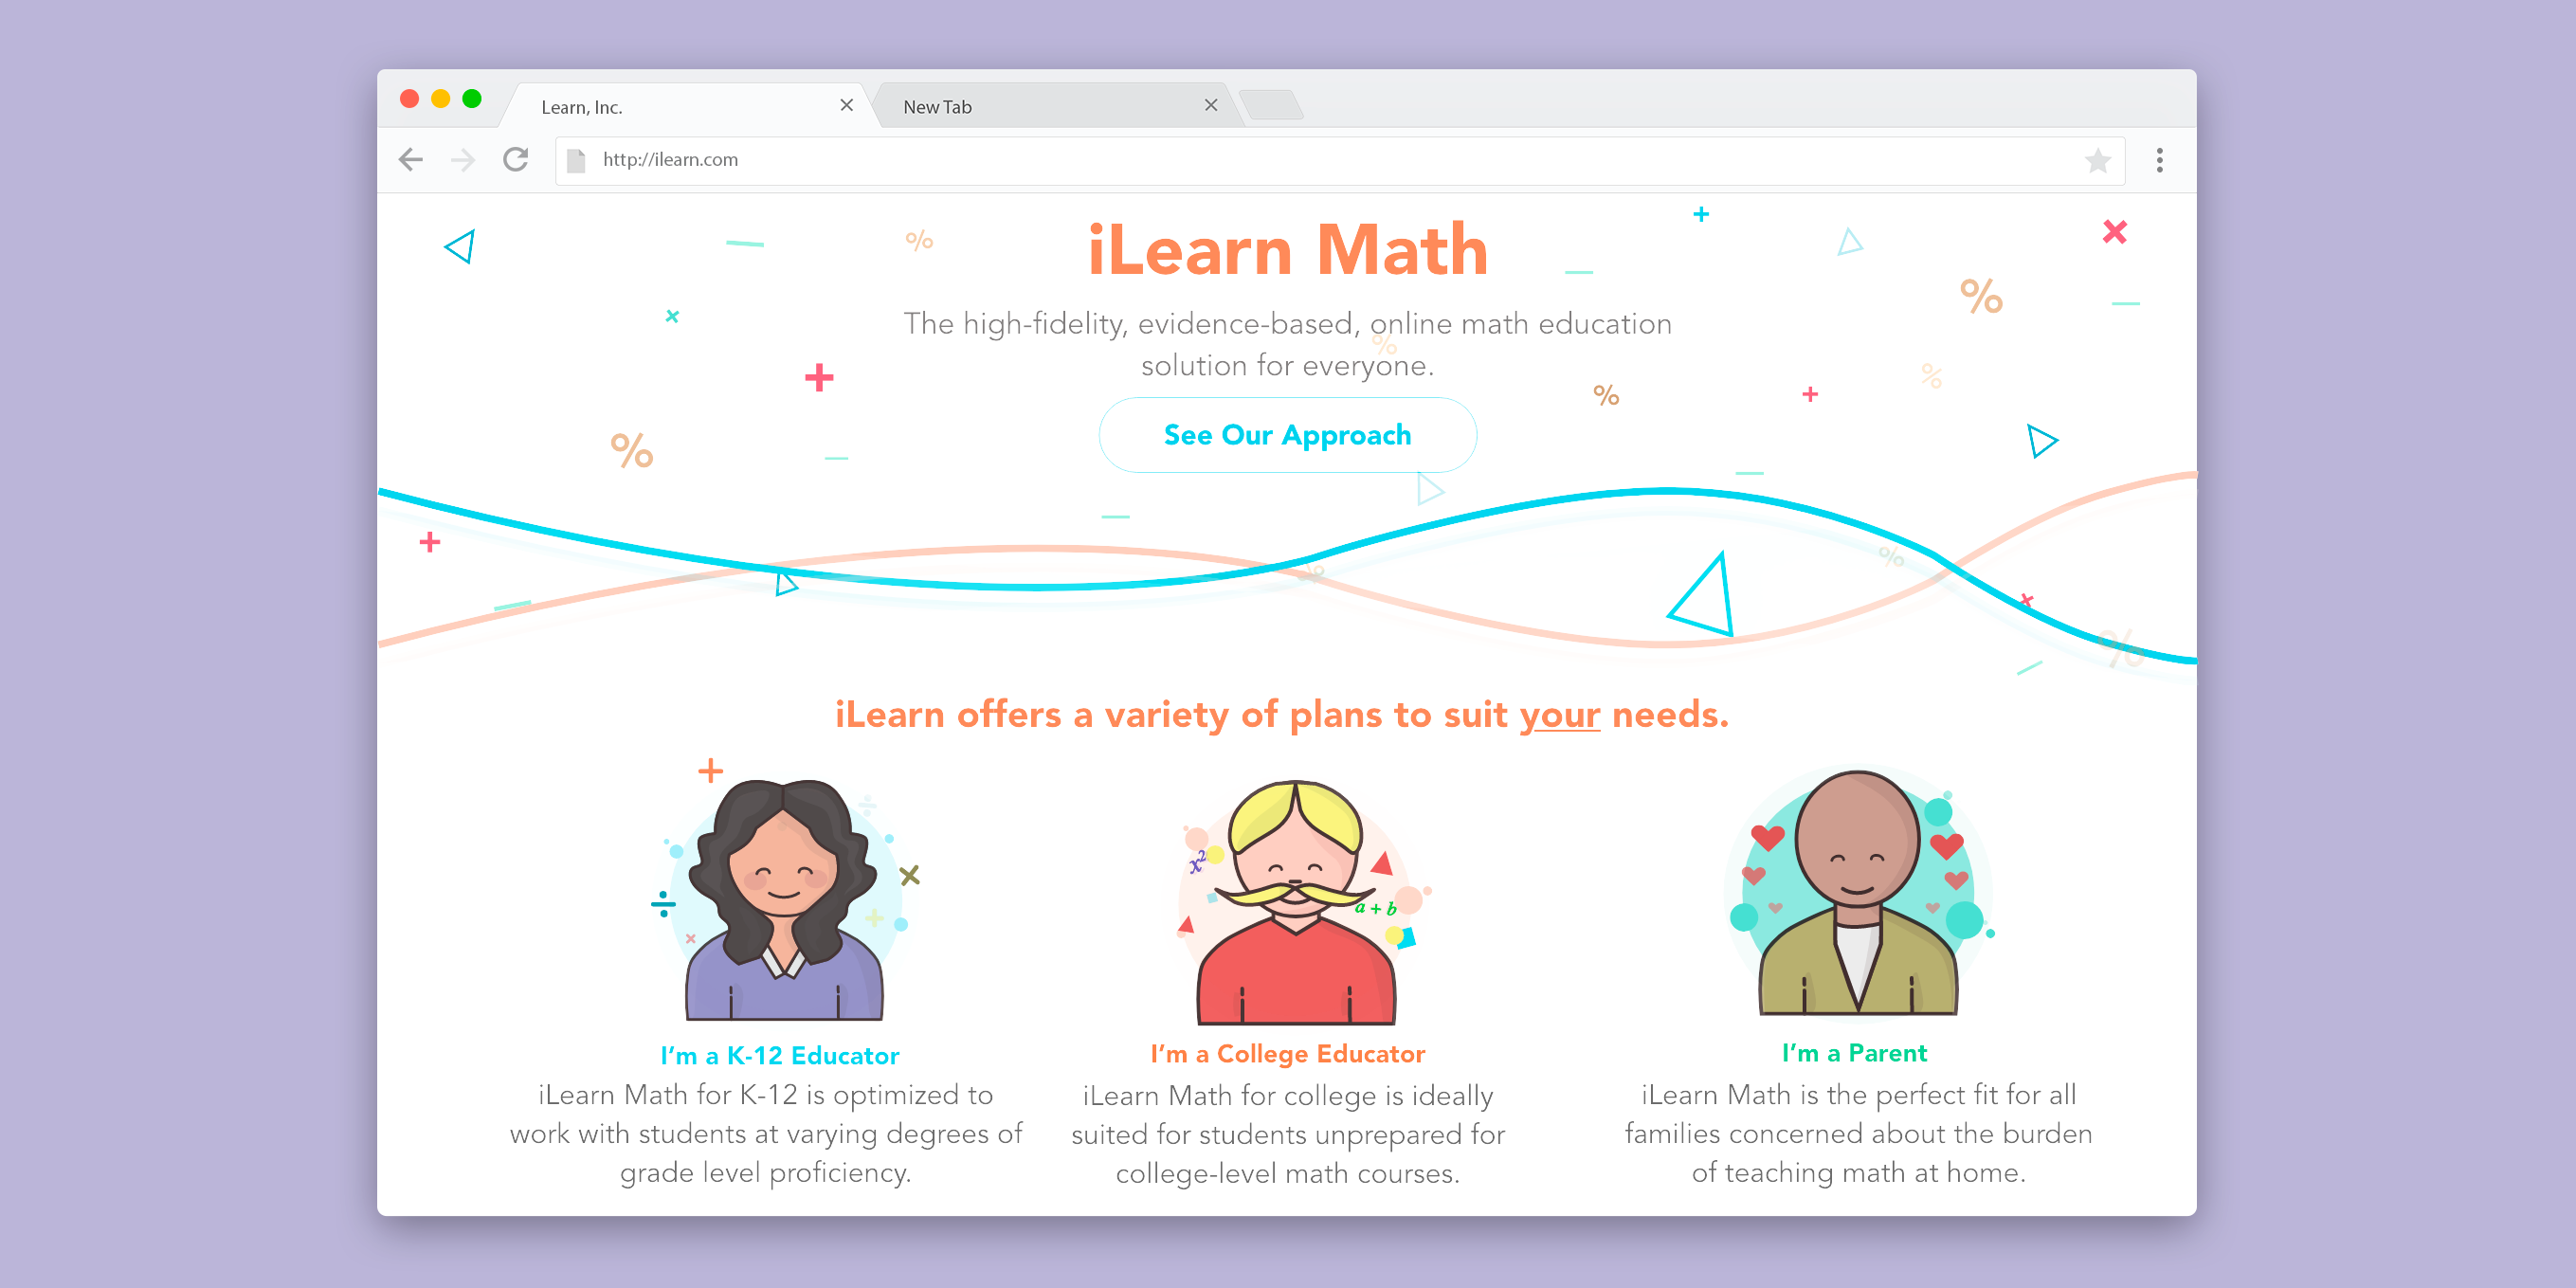 Learn, Inc.
New Tab
http://ilearn.com
iLearn Math
The high-fidelity, evidence-based, online math education
solution for everyone.
See Our Approach
iLearn offers a variety of plans to suit your needs.
x²
a + b
I’m a K-12 Educator
iLearn Math for K-12 is optimized to
work with students at varying degrees of
grade level proficiency.
I’m a College Educator
iLearn Math for college is ideally
suited for students unprepared for
college-level math courses.
I’m a Parent
iLearn Math is the perfect fit for all
families concerned about the burden
of teaching math at home.